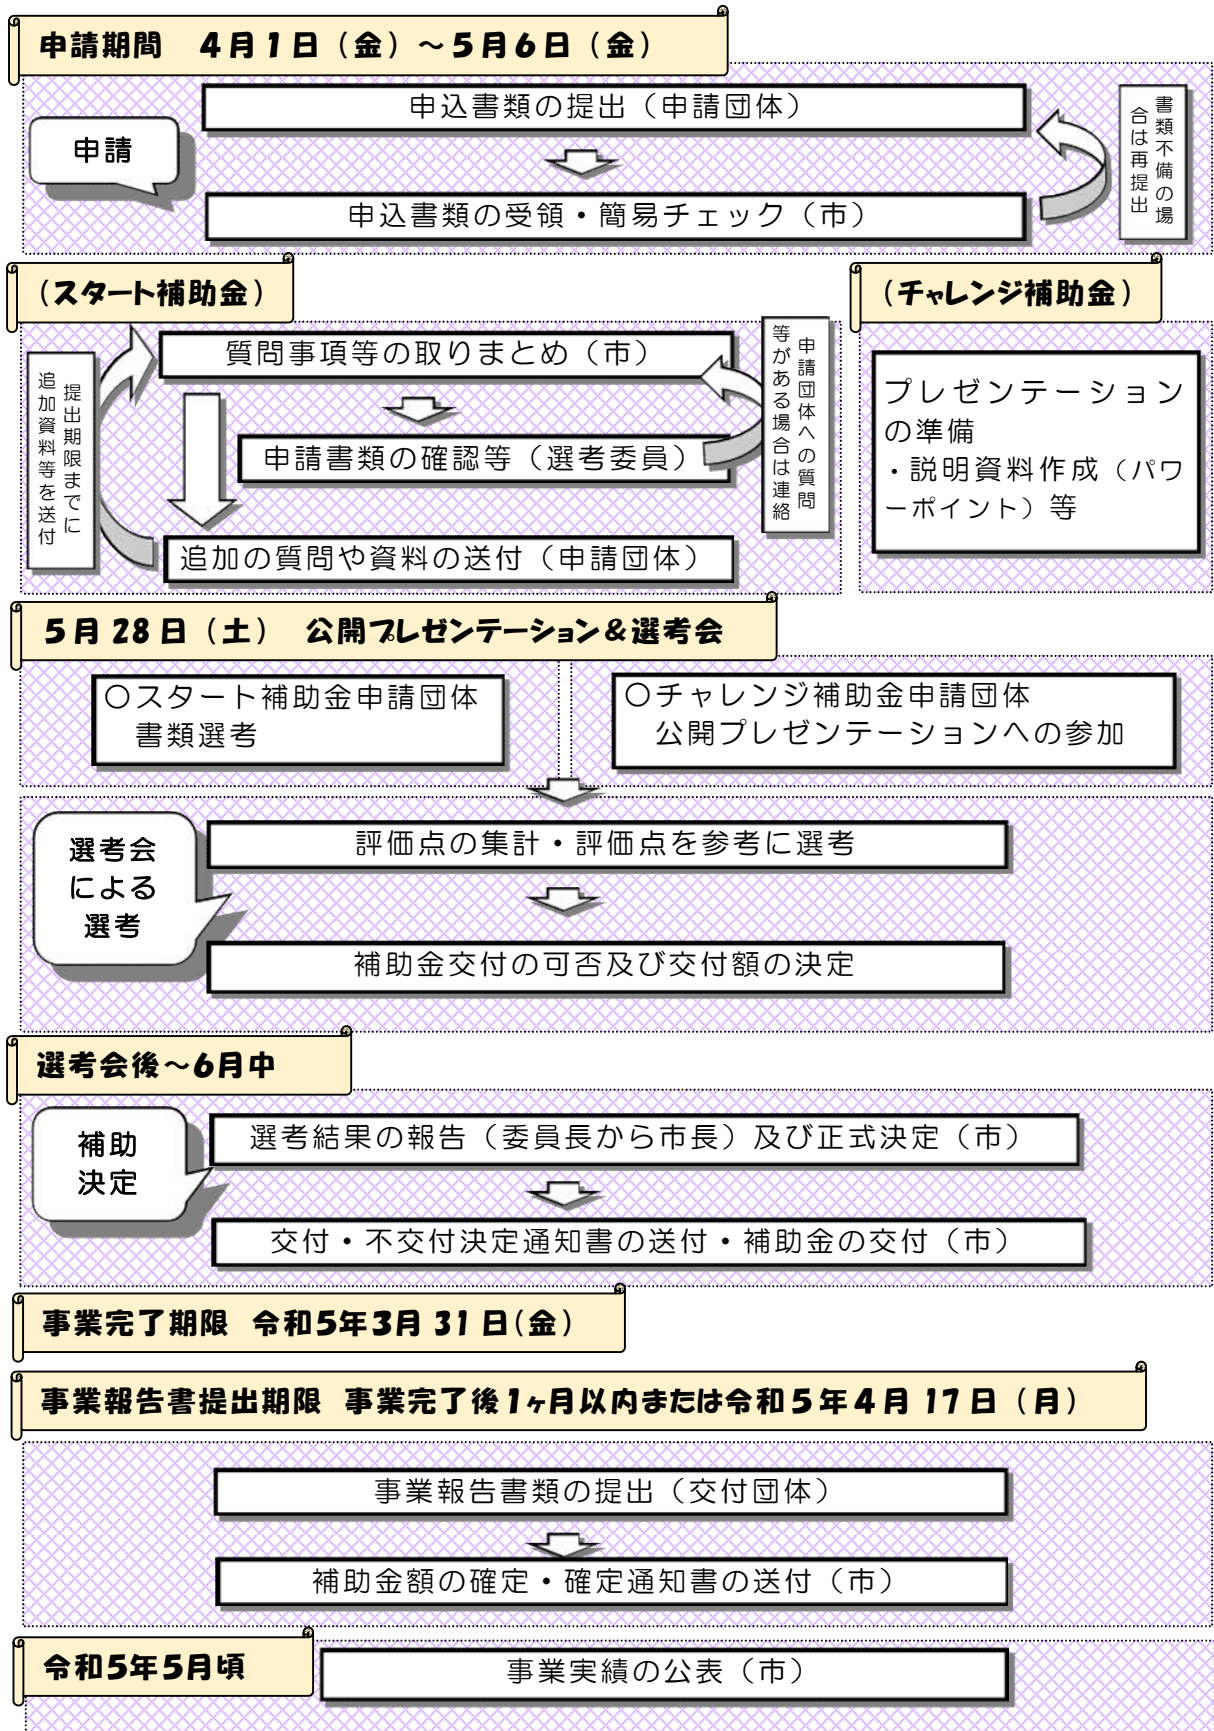 申請期間 4月1日（金）～5月6日（金）
申込書類の提出（申請団体）
申請
書類不備の場
合は再提出
申込書類の受領・簡易チェック（市）
（スタート補助金）
（チャレンジ補助金）
質問事項等の取りまとめ（市）
申請団体への質問
等がある場合は連絡
提出期限までに
追加資料等を送付
申請書類の確認等（選考委員）
追加の質問や資料の送付（申請団体）
プレゼンテーション
の準備
・説明資料作成（パワ
ーポイント）等
5月28日（土） 公開プレゼンテーション＆選考会
○スタート補助金申請団体
書類選考
○チャレンジ補助金申請団体
公開プレゼンテーションへの参加
選考会
による
選考
評価点の集計・評価点を参考に選考
補助金交付の可否及び交付額の決定
選考会後～6月中
補助
決定
選考結果の報告（委員長から市長）及び正式決定（市）
交付・不交付決定通知書の送付・補助金の交付（市）
事業完了期限 令和5年3月31日(金)
事業報告書提出期限 事業完了後1ヶ月以内または令和5年4月17日（月）
事業報告書類の提出（交付団体）
補助金額の確定・確定通知書の送付（市）
令和5年5月頃
事業実績の公表（市）